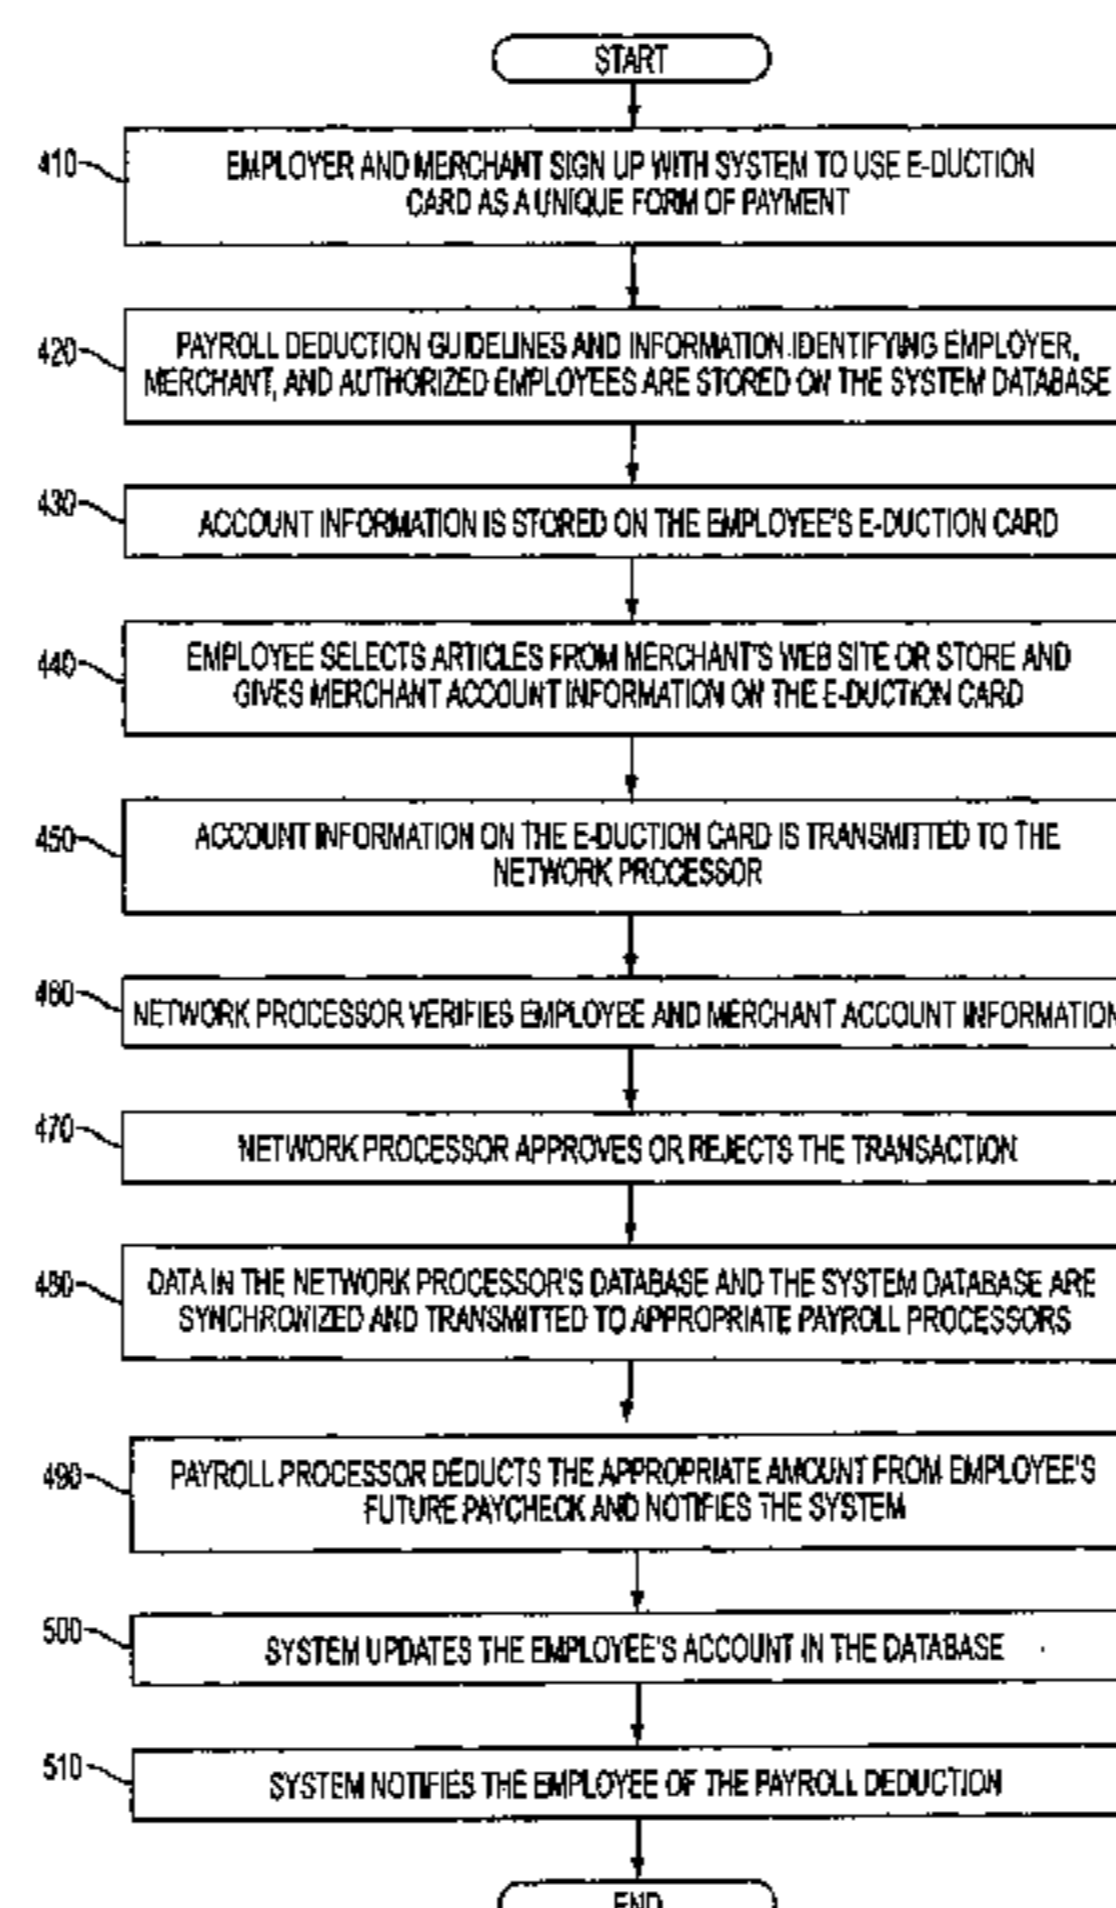 START
410
EMPLOYER AND MERCHANT SIGN UP WITH SYSTEM TO USE E-DUCTION
CARD AS A UNIQUE FORM OF PAYMENT
420
PAYROLL DEDUCTION GUIDELINES AND INFORMATION IDENTIFYING EMPLOYER,
MERCHANT, AND AUTHORIZED EMPLOYEES ARE STORED ON THE SYSTEM DATABASE
430
ACCOUNT INFORMATION IS STORED ON THE EMPLOYEE'S E-DUCTION CARD
440
EMPLOYEE SELECTS ARTICLES FROM MERCHANT'S WEB SITE OR STORE AND
GIVES MERCHANT ACCOUNT INFORMATION ON THE E-DUCTION CARD
450
ACCOUNT INFORMATION ON THE E-DUCTION CARD IS TRANSMITTED TO THE
NETWORK PROCESSOR
460
NETWORK PROCESSOR VERIFIES EMPLOYEE AND MERCHANT ACCOUNT INFORMATION
470
NETWORK PROCESSOR APPROVES OR REJECTS THE TRANSACTION
480
DATA IN THE NETWORK PROCESSOR'S DATABASE AND THE SYSTEM DATABASE ARE
SYNCHRONIZED AND TRANSMITTED TO APPROPRIATE PAYROLL PROCESSORS
490
PAYROLL PROCESSOR DEDUCTS THE APPROPRIATE AMOUNT FROM EMPLOYEE'S
FUTURE PAYCHECK AND NOTIFIES THE SYSTEM
500
SYSTEM UPDATES THE EMPLOYEE'S ACCOUNT IN THE DATABASE
510
SYSTEM NOTIFIES THE EMPLOYEE OF THE PAYROLL DEDUCTION
END